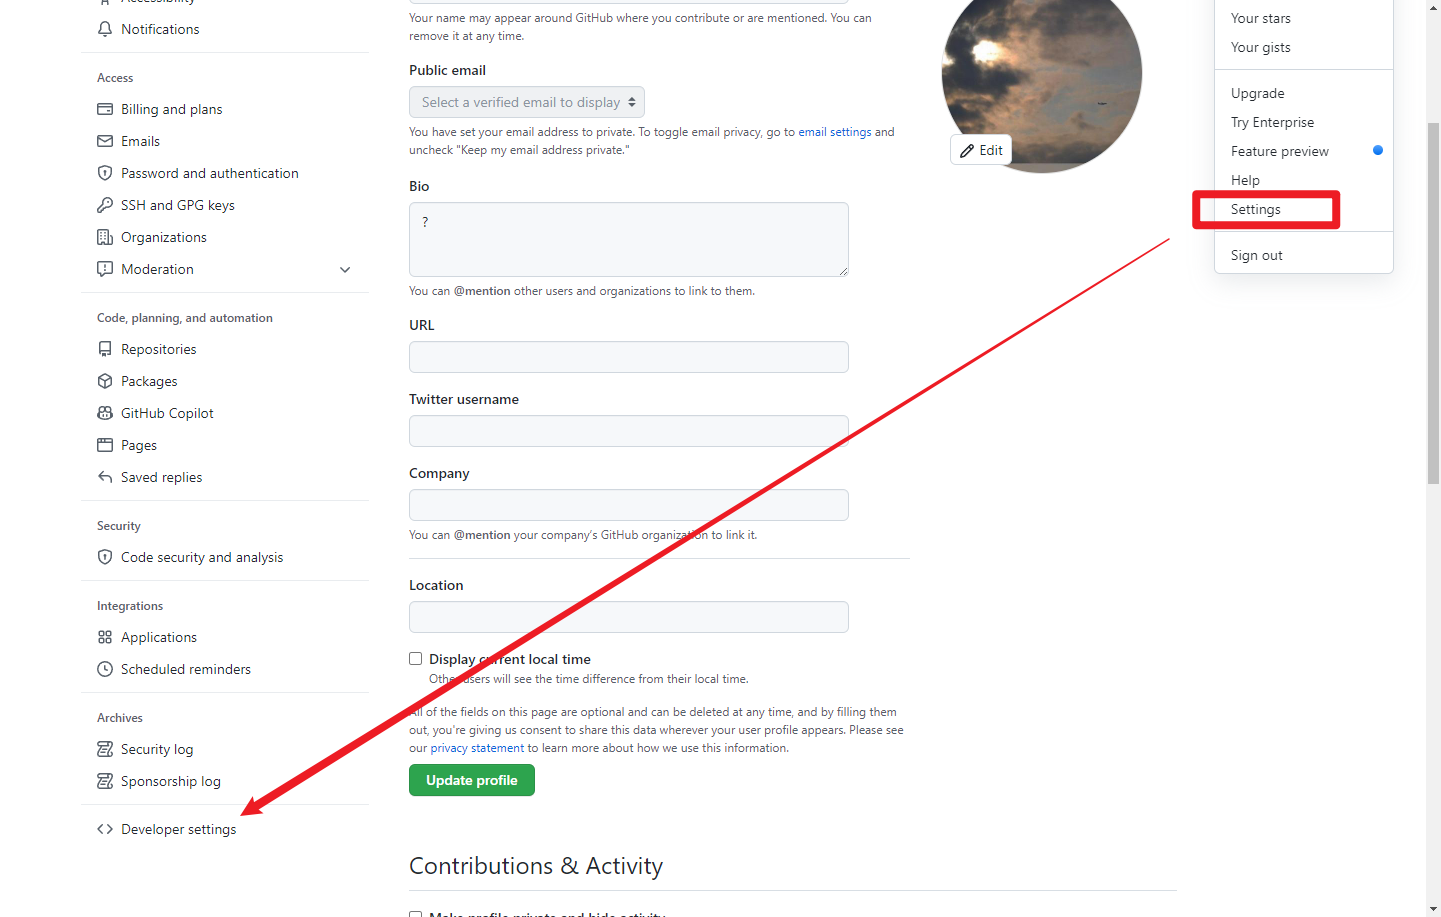 Accessibility
Notifications
Access
Billing and plans
Emails
Password and authentication
SSH and GPG keys
Organizations
Moderation
Code, planning, and automation
Repositories
Packages
GitHub Copilot
Pages
Saved replies
Security
Code security and analysis
Integrations
Applications
Scheduled reminders
Archives
Security log
Sponsorship log
Developer settings
Your name may appear around GitHub where you contribute or are mentioned. You can
remove it at any time.
Public email
Select a verified email to display
You have set your email address to private. To toggle email privacy, go to email settings and
uncheck "Keep my email address private."
Bio
?
You can @mention other users and organizations to link to them.
URL
Twitter username
Company
You can @mention your company's GitHub organization to link it.
Location
Display current local time
Other users will see the time difference from their local time.
All of the fields on this page are optional and can be deleted at any time, and by filling them
out, you're giving us consent to share this data wherever your user profile appears. Please see
our privacy statement to learn more about how we use this information.
Update profile
Contributions & Activity
Make profile private and hide activity
Edit
Your stars
Your gists
Upgrade
Try Enterprise
Feature preview
Help
Settings
Sign out